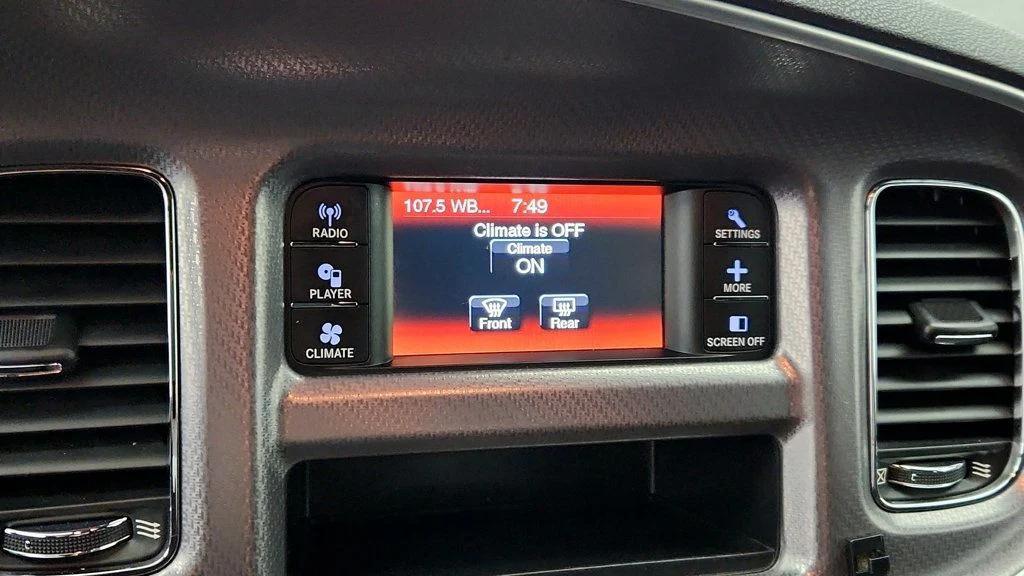 RADIO
PLAYER
CLIMATE
107.5 WB... 7:49
Climate is OFF
Climate
ON
Front
Rear
SETTINGS
MORE
SCREEN OFF